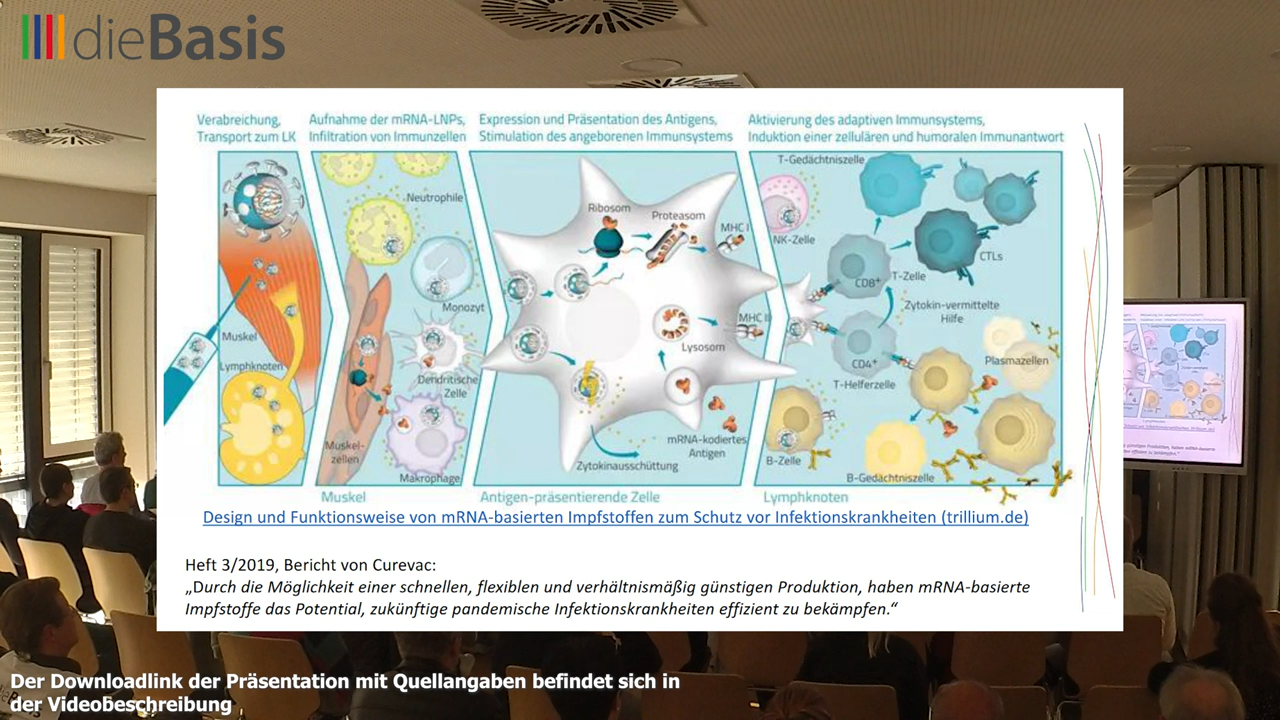 dieBasis
Verabreichung,
Transport zum LK
Aufnahme der mRNA-LNPs,
Infiltration von Immunzellen
Expression und Präsentation des Antigens,
Stimulation des angeborenen Immunsystems
Aktivierung des adaptiven Immunsystems,
Induktion einer zellulären und humoralen Immunantwort
Muskel
Lymphknoten
Neutrophile
Monozyt
Dendritische
Zelle
Muskel-
zellen
Makrophage
Ribosom
Proteasom
MHC I
MHC II
Lysosom
mRNA-kodiertes
Antigen
Zytokinausschüttung
T-Gedächtniszelle
NK-Zelle
CTLs
CD8+
T-Zelle
Zytokin-vermittelte
Hilfe
CD4+
T-Helferzelle
Plasmazellen
B-Zelle
B-Gedächtniszelle
Muskel
Antigen-präsentierende Zelle
Lymphknoten
Design und Funktionsweise von mRNA-basierten Impfstoffen zum Schutz vor Infektionskrankheiten (trillium.de)
Heft 3/2019, Bericht von Curevac:
„Durch die Möglichkeit einer schnellen, flexiblen und verhältnismäßig günstigen Produktion, haben mRNA-basierte
Impfstoffe das Potential, zukünftige pandemische Infektionskrankheiten effizient zu bekämpfen.“
Der Downloadlink der Präsentation mit Quellangaben befindet sich in
der Videobeschreibung